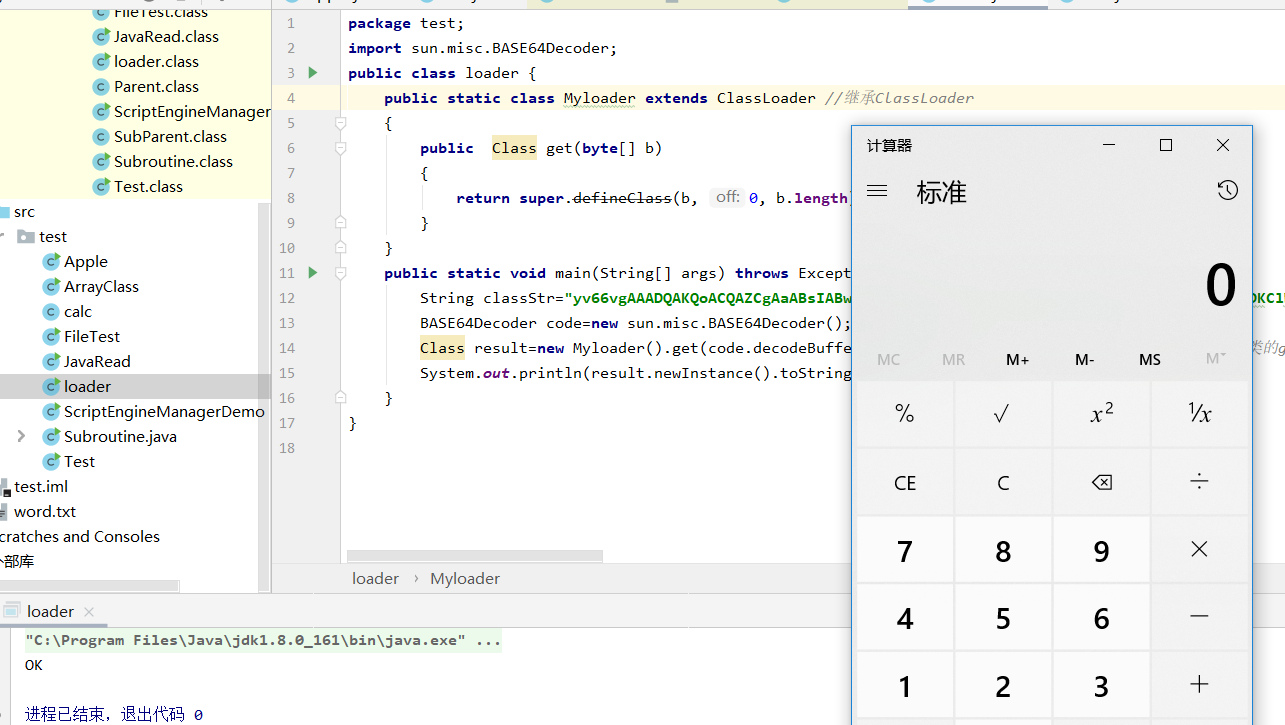 FileTest.class
JavaRead.class
loader.class
Parent.class
ScriptEngineManager
SubParent.class
Subroutine.class
Test.class
src
test
Apple
ArrayClass
calc
FileTest
JavaRead
loader
ScriptEngineManagerDemo
Subroutine.java
Test
test.iml
word.txt
cratches and Consoles
部库
1 package test;
2 import sun.misc.BASE64Decoder;
3 public class loader {
4 public static class Myloader extends ClassLoader //继承ClassLoader
5 {
6 public Class get(byte[] b)
7 {
8 return super.defineClass(b, off: 0, b.length)
9 }
10 }
11 public static void main(String[] args) throws Except
12 String classStr="yv66vgAAADQAKQoACQAZCgAaABsIABw
13 BASE64Decoder code=new sun.misc.BASE64Decoder();
14 Class result=new Myloader().get(code.decodeBuffe
类的g
15 System.out.println(result.newInstance().toString
16 }
17 }
18
loader › Myloader
计算器
标准
0
MC MR M+ M- MS M˅
% √ x² ¹/x
CE C ÷
7 8 9 ×
4 5 6 −
1 2 3 +
loader
"C:\Program Files\Java\jdk1.8.0_161\bin\java.exe" ...
OK
进程已结束，退出代码 0